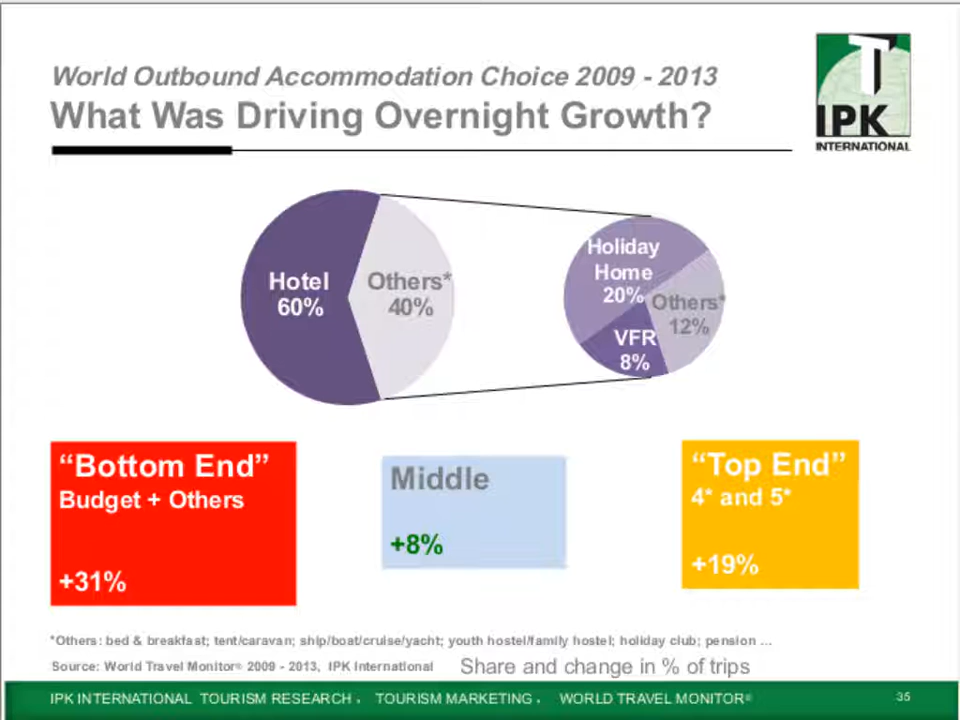 World Outbound Accommodation Choice 2009 - 2013
What Was Driving Overnight Growth?
T
IPK
INTERNATIONAL
Hotel
60%
Others*
40%
Holiday
Home
20%
Others*
12%
VFR
8%
“Bottom End”
Budget + Others
+31%
Middle
+8%
“Top End”
4* and 5*
+19%
*Others: bed & breakfast; tent/caravan; ship/boat/cruise/yacht; youth hostel/family hostel; holiday club; pension ...
Source: World Travel Monitor® 2009 - 2013, IPK International
Share and change in % of trips
IPK INTERNATIONAL TOURISM RESEARCH • TOURISM MARKETING • WORLD TRAVEL MONITOR®
35